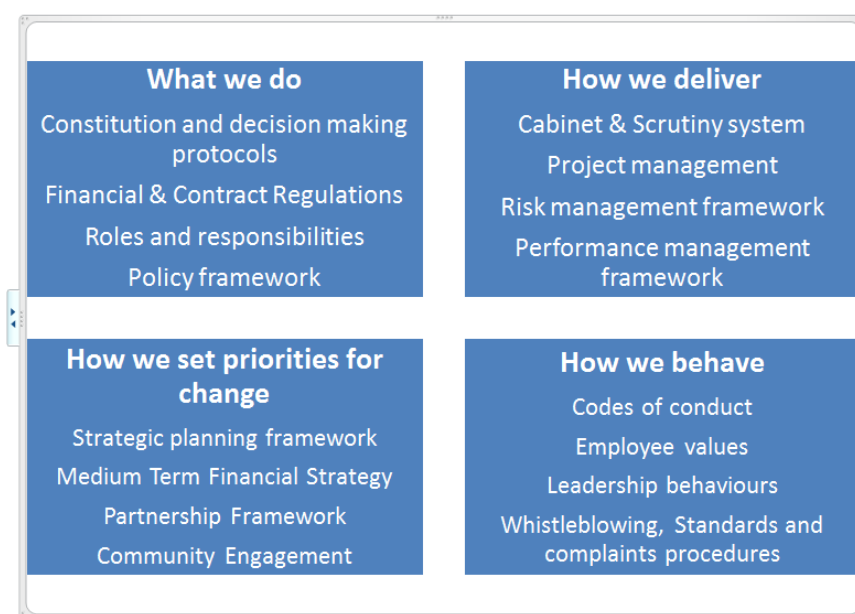 What we do
Constitution and decision making
protocols
Financial & Contract Regulations
Roles and responsibilities
Policy framework
How we deliver
Cabinet & Scrutiny system
Project management
Risk management framework
Performance management
framework
How we set priorities for
change
Strategic planning framework
Medium Term Financial Strategy
Partnership Framework
Community Engagement
How we behave
Codes of conduct
Employee values
Leadership behaviours
Whistleblowing, Standards and
complaints procedures